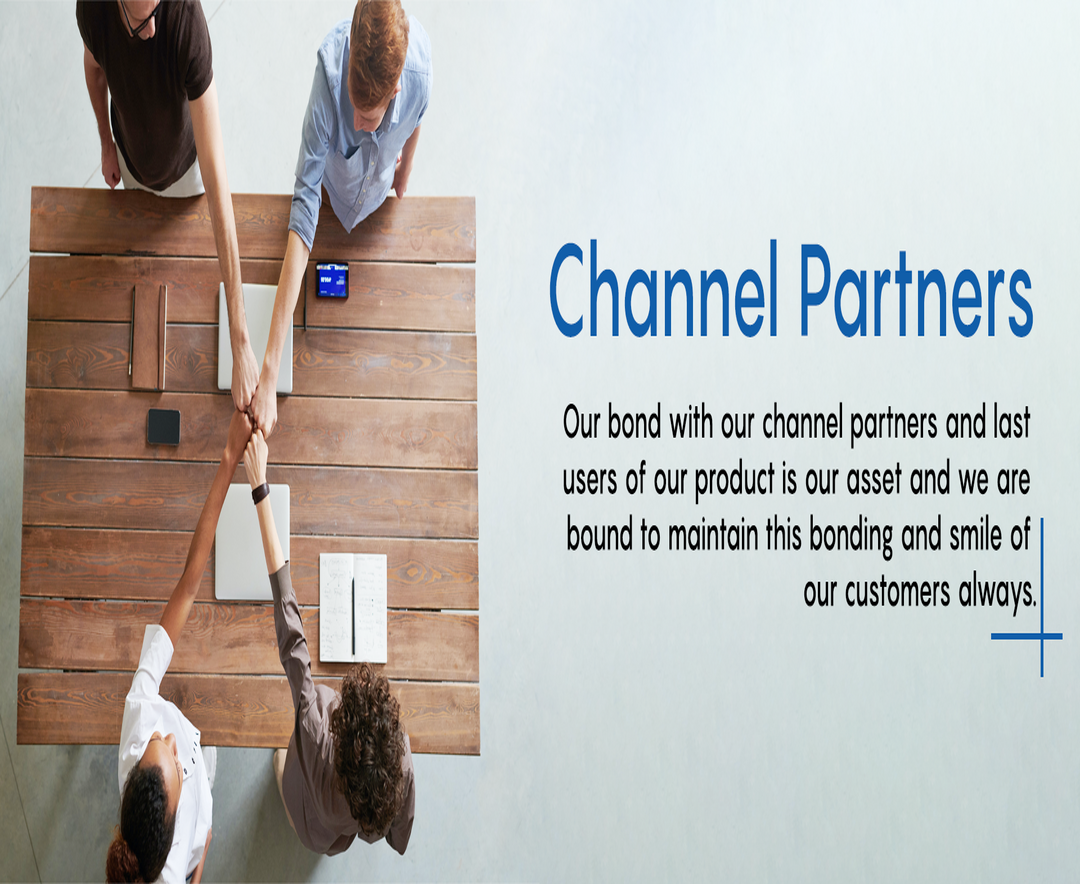 Channel Partners
Our bond with our channel partners and last
users of our product is our asset and we are
bound to maintain this bonding and smile of
our customers always.